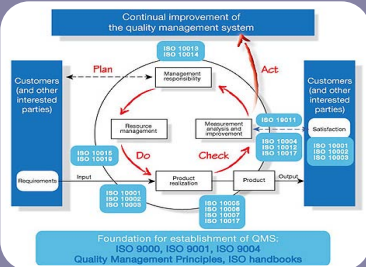 Continual improvement of
the quality management system
ISO 10013
ISO 10014
Plan
Act
Customers
(and other
interested
parties)
Management
responsibility
Customers
(and other
interested
parties)
ISO 19011
Resource
management
Measurement
analysis and
improvement
Satisfaction
ISO 10004
ISO 10012
ISO 10017
ISO 10001
ISO 10002
ISO 10003
ISO 10015
ISO 10019
Do
Check
Requirements
Input
Product
realization
Product
Output
ISO 10001
ISO 10002
ISO 10003
ISO 10005
ISO 10006
ISO 10007
ISO 10017
Foundation for establishment of QMS:
ISO 9000, ISO 9001, ISO 9004
Quality Management Principles, ISO handbooks